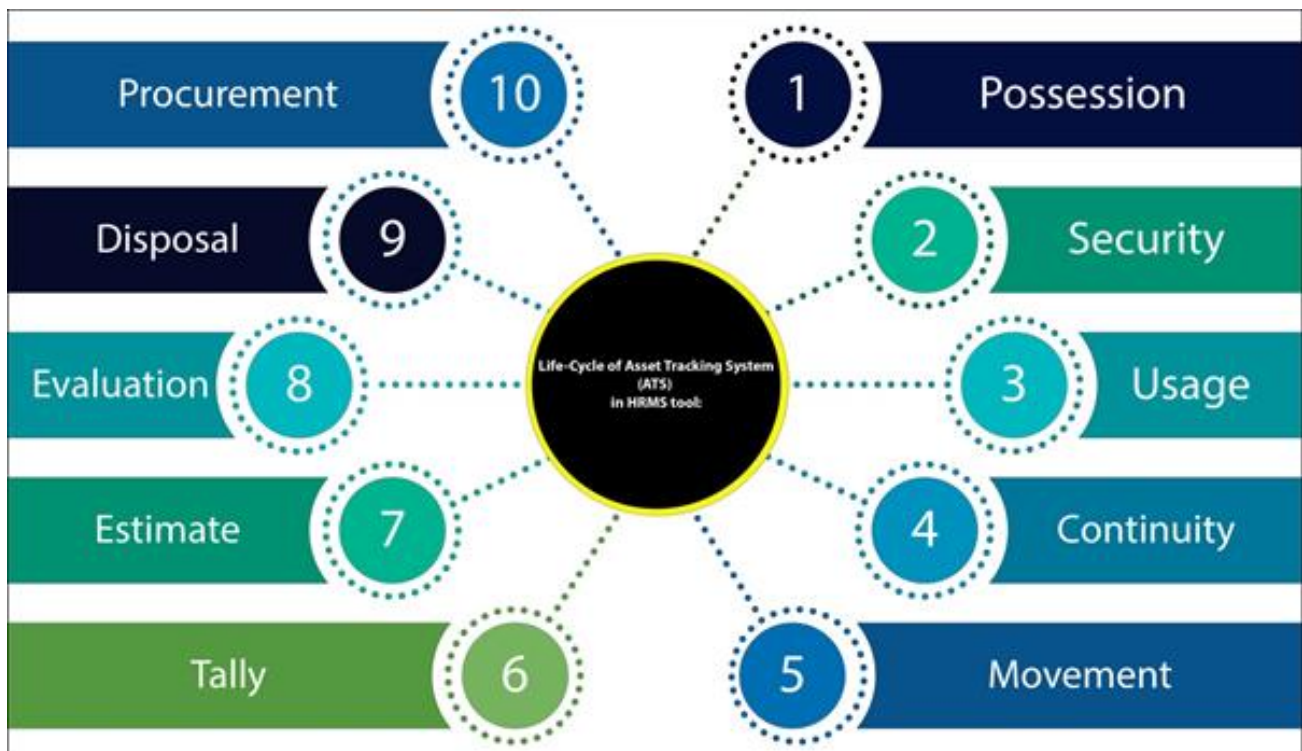 Life-Cycle of Asset Tracking System
(ATS)
in HRMS tool:
1
Possession
2
Security
3
Usage
4
Continuity
5
Movement
6
Tally
7
Estimate
8
Evaluation
9
Disposal
10
Procurement